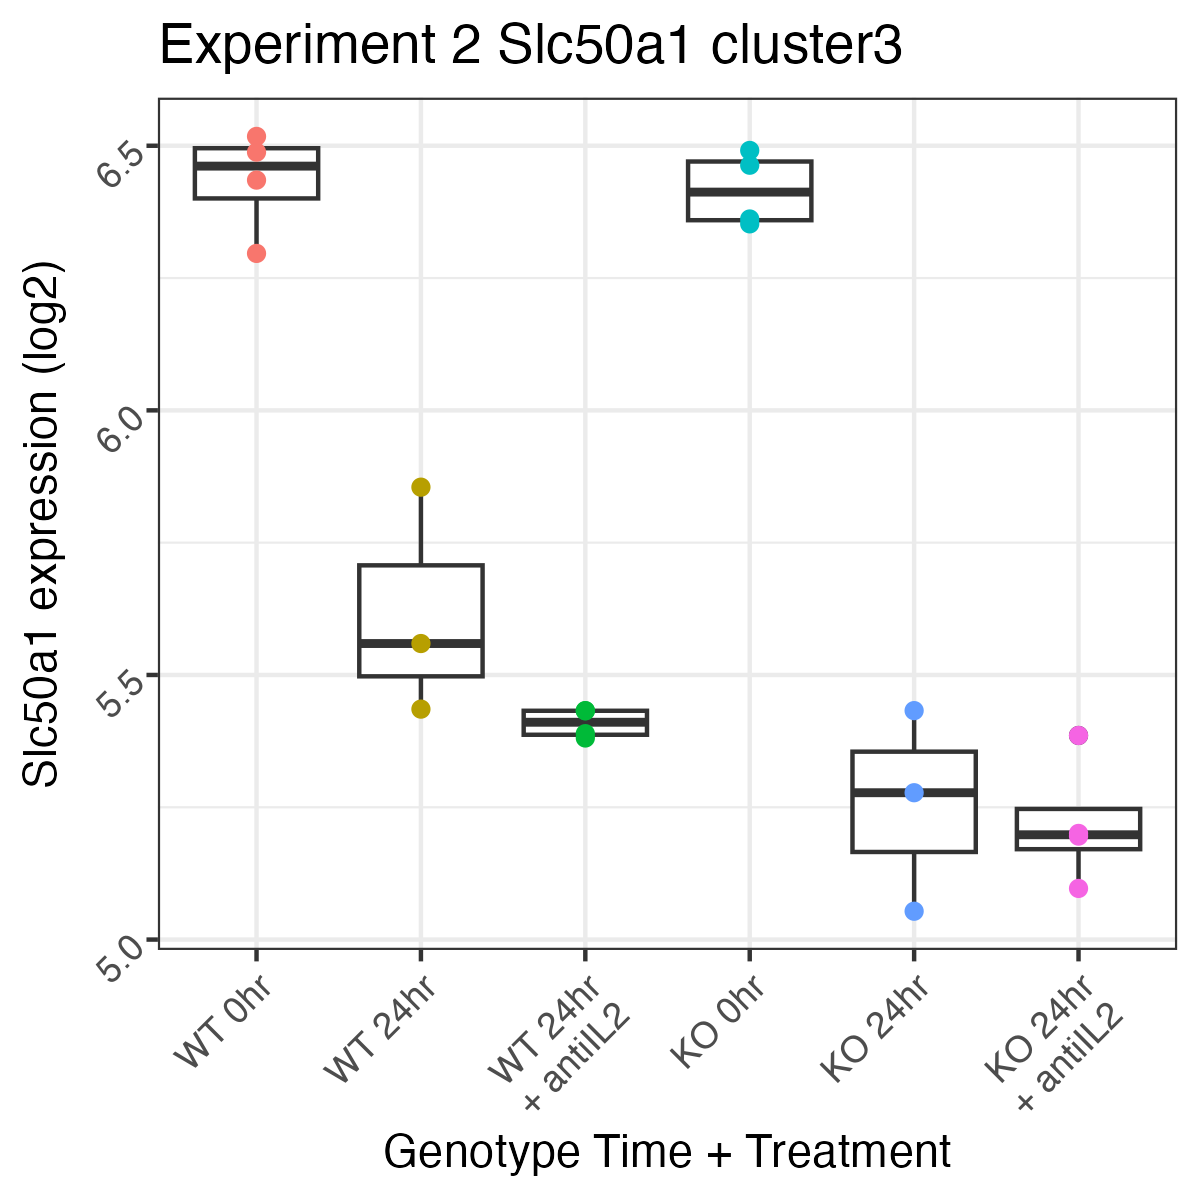 Experiment 2 Slc50a1 cluster3
Slc50a1 expression (log2)
6.5
6.0
5.5
5.0
WT 0hr
WT 24hr
WT 24hr
+ antiIL2
KO 0hr
KO 24hr
KO 24hr
+ antiIL2
Genotype Time + Treatment